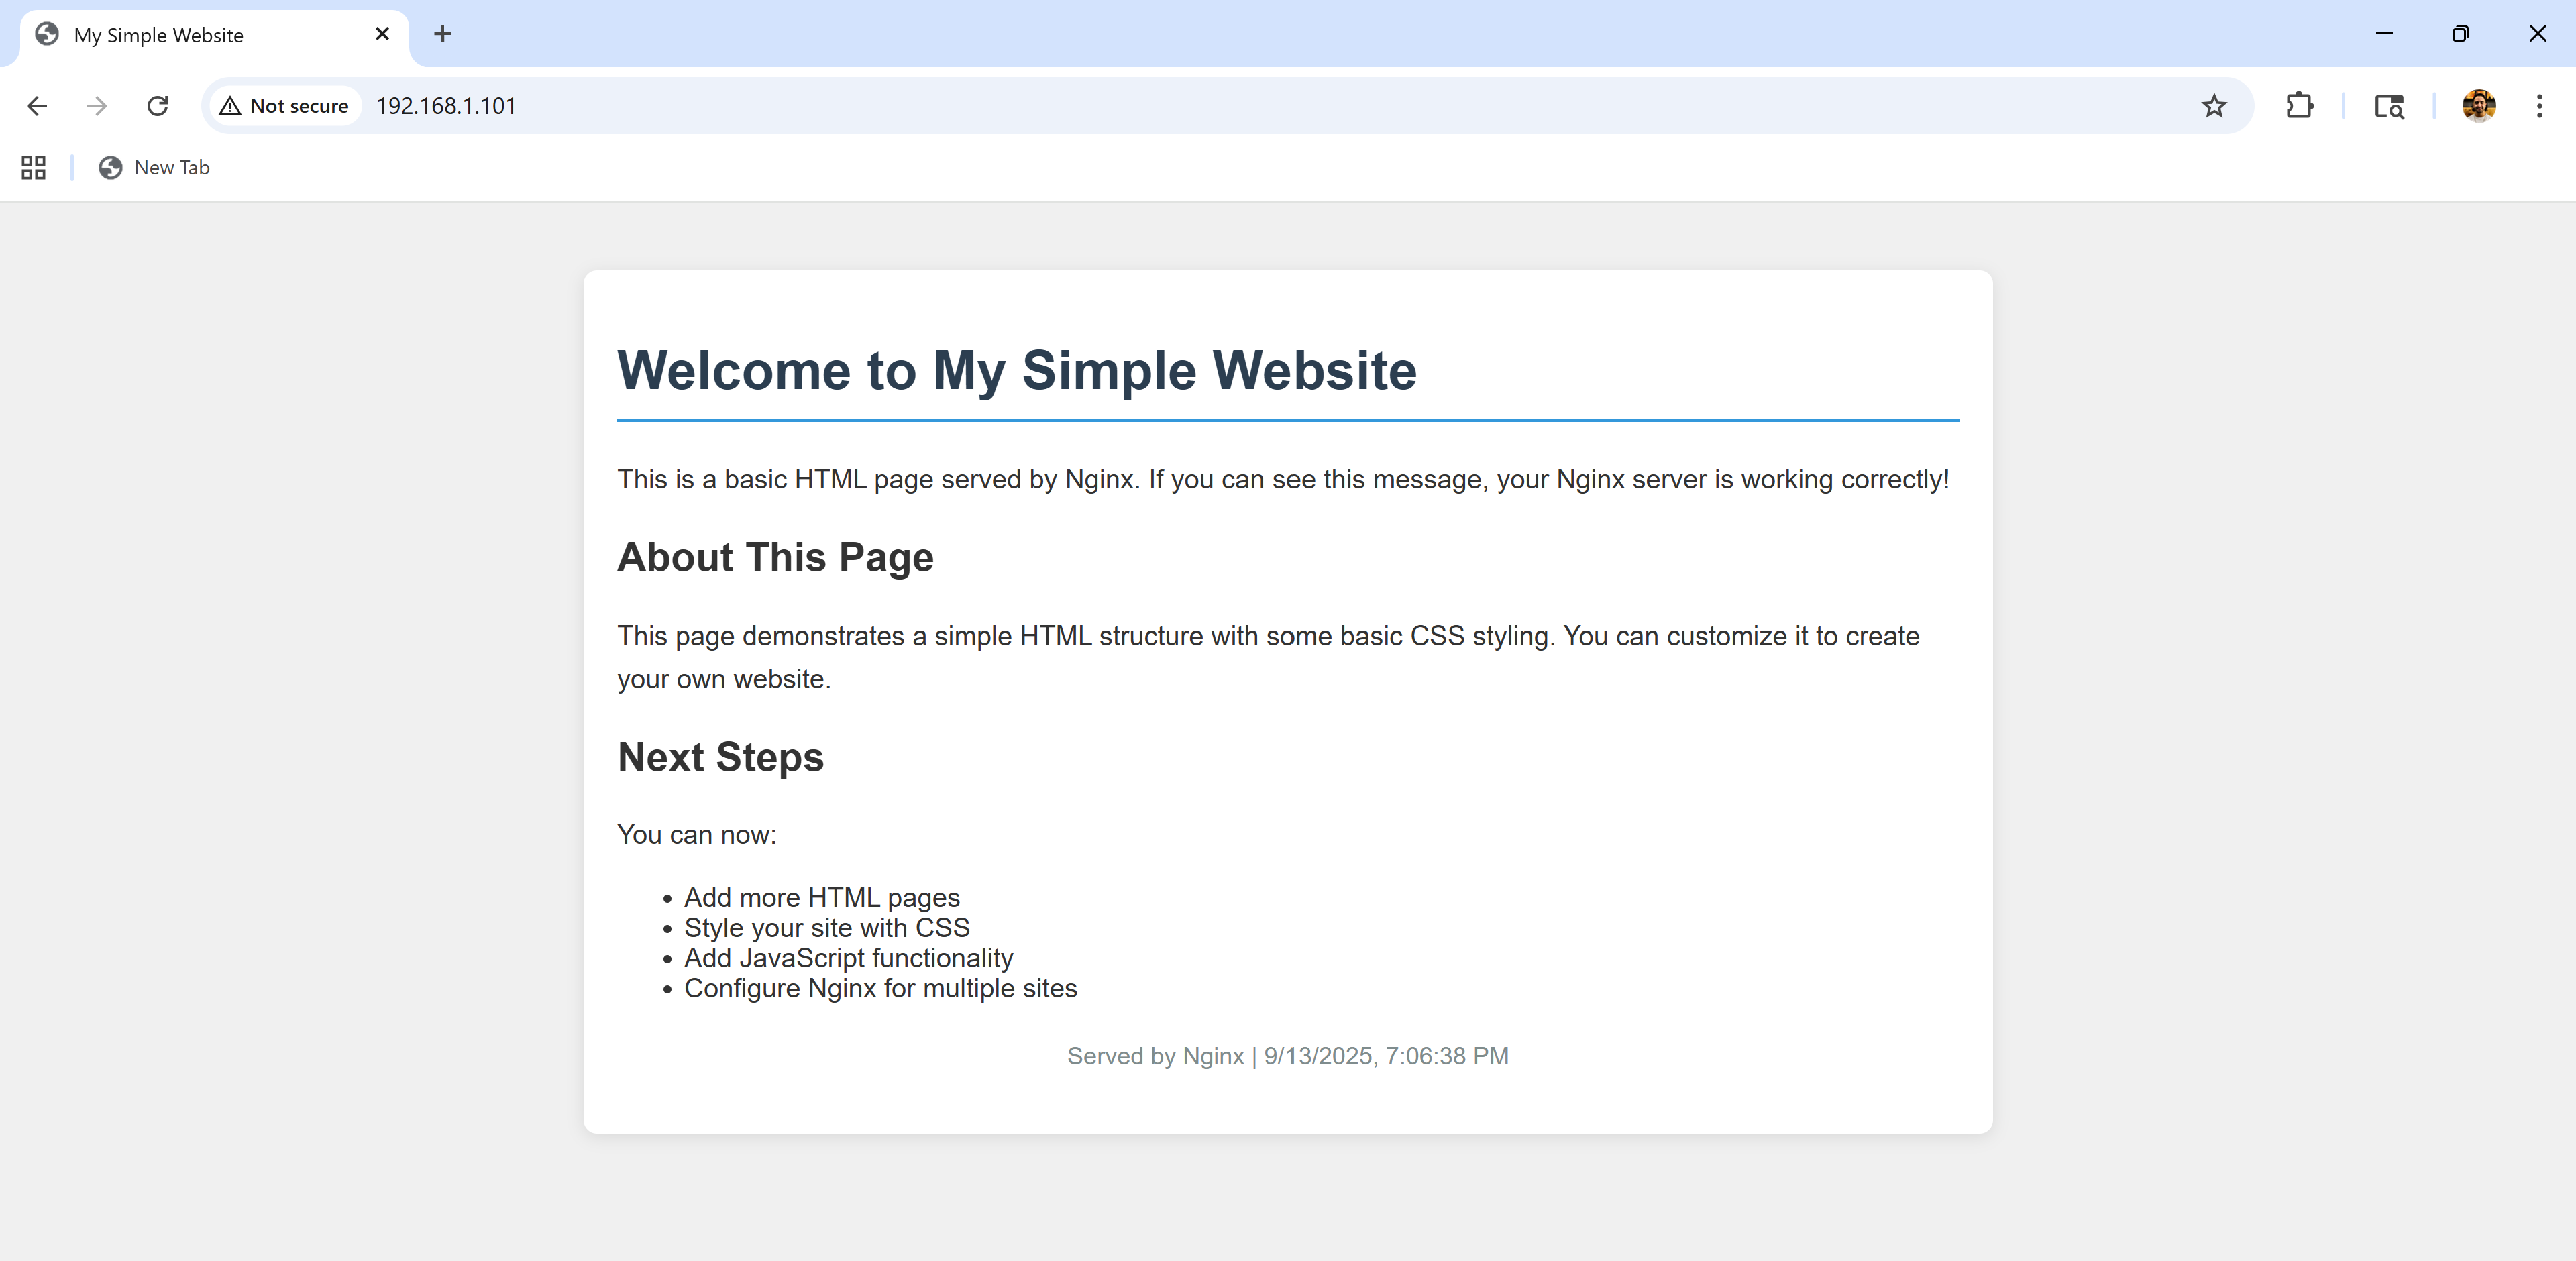 My Simple Website
Not secure
192.168.1.101
New Tab
Welcome to My Simple Website
This is a basic HTML page served by Nginx. If you can see this message, your Nginx server is working correctly!
About This Page
This page demonstrates a simple HTML structure with some basic CSS styling. You can customize it to create
your own website.
Next Steps
You can now:
• Add more HTML pages
• Style your site with CSS
• Add JavaScript functionality
• Configure Nginx for multiple sites
Served by Nginx | 9/13/2025, 7:06:38 PM